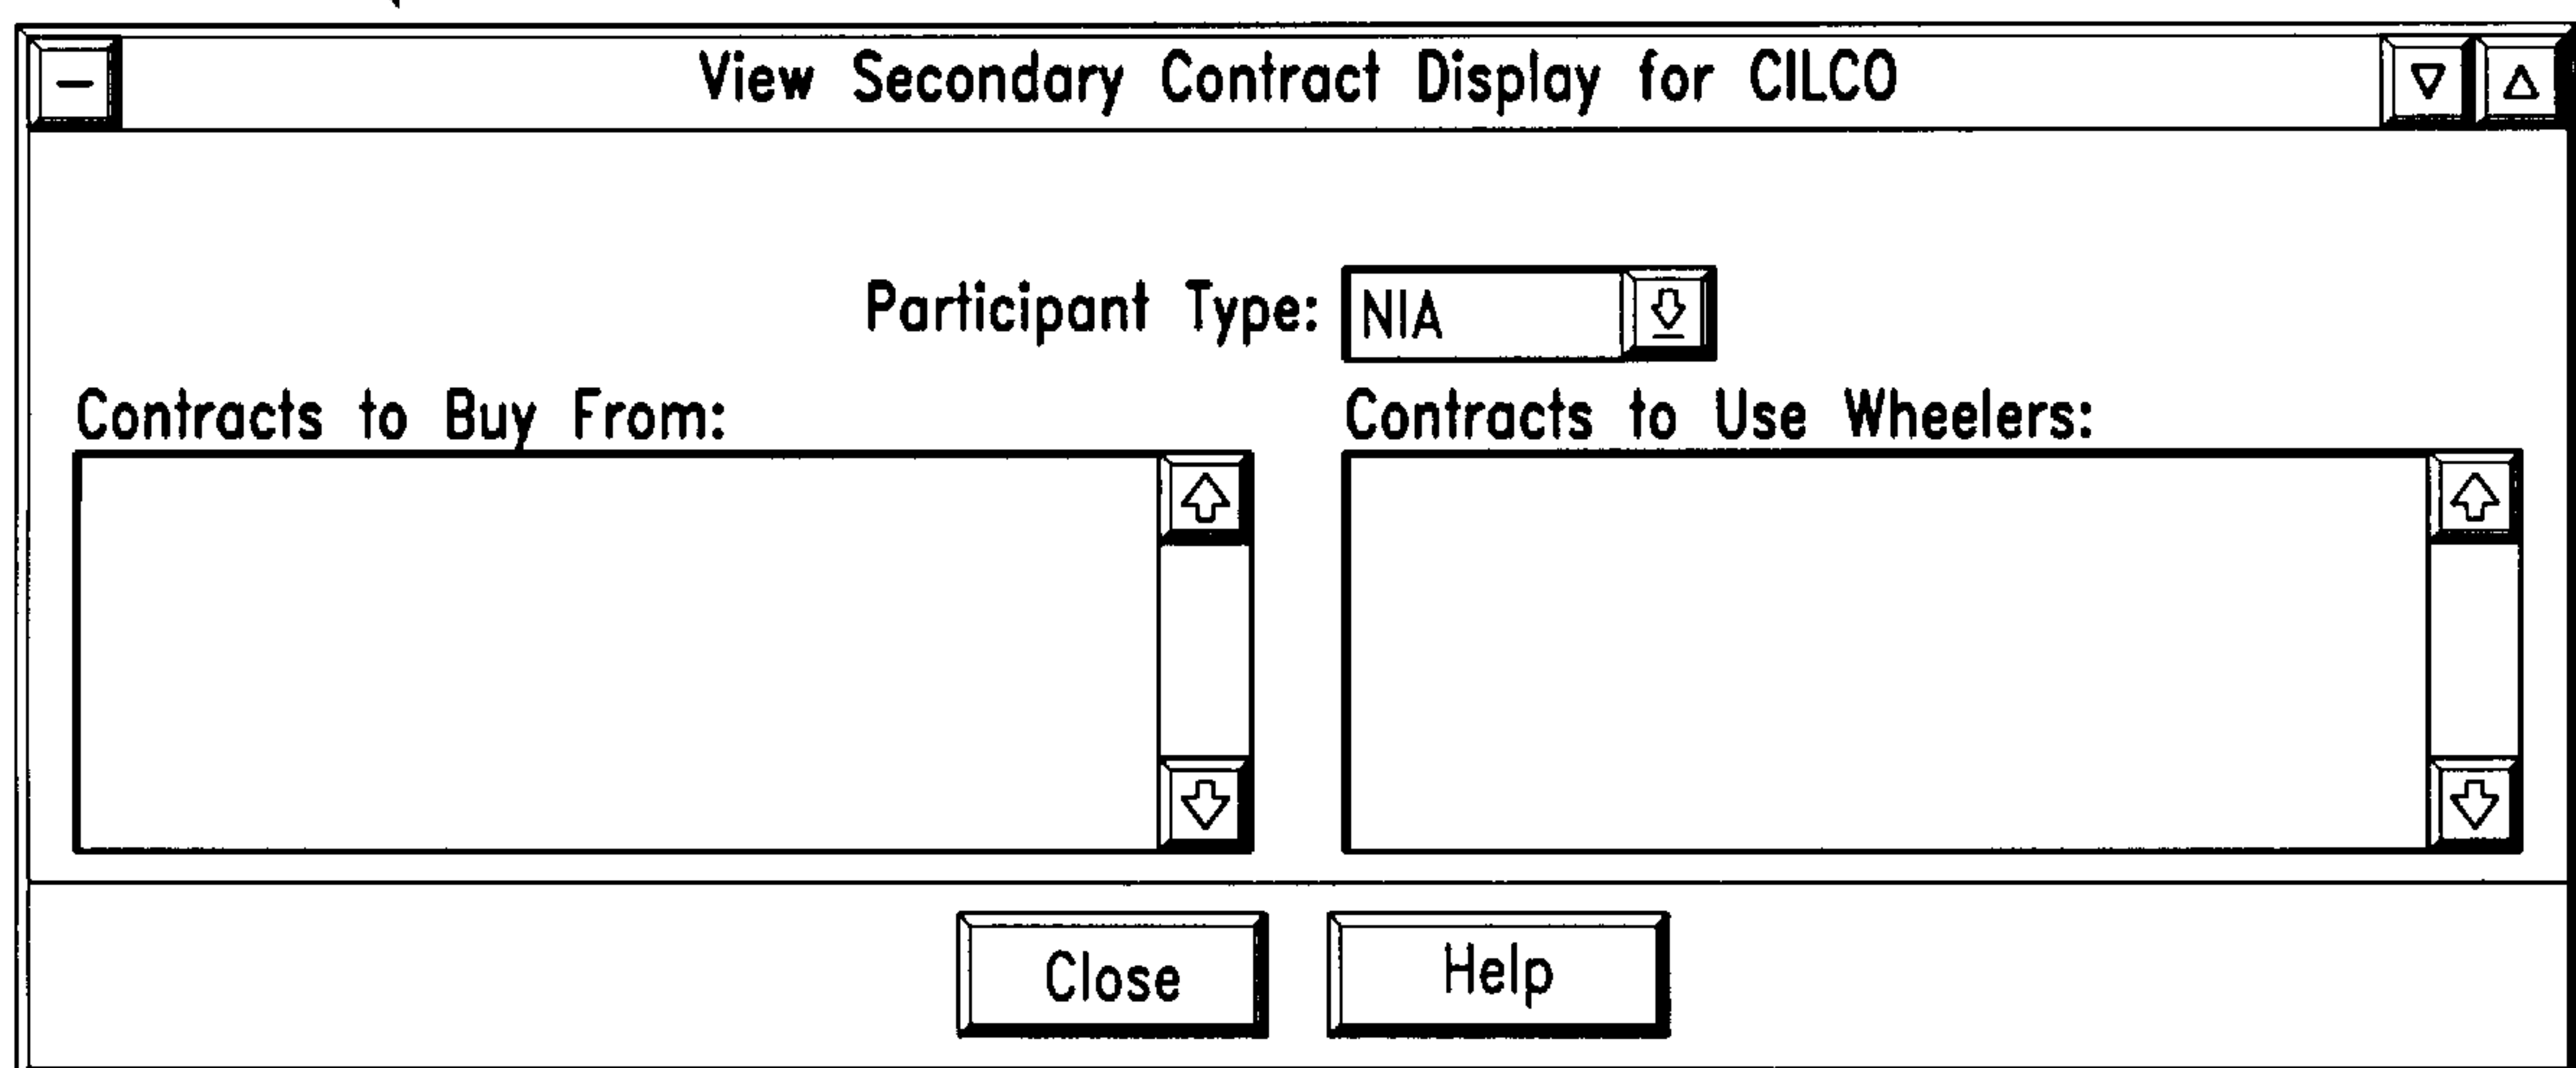 View Secondary Contract Display for CILCO
Participant Type: NIA
Contracts to Buy From:
Contracts to Use Wheelers:
Close
Help